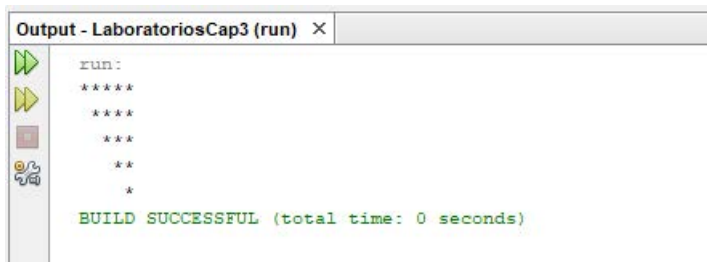 Output - LaboratoriosCap3 (run) ×
run:
*****
 ****
  ***
   **
    *
BUILD SUCCESSFUL (total time: 0 seconds)